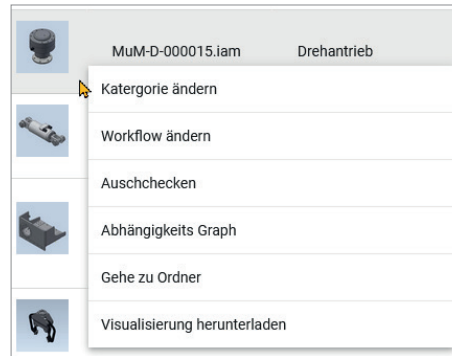 MuM-D-000015.iam Drehantrieb
Katergorie ändern
Workflow ändern
Auschchecken
Abhängigkeits Graph
Gehe zu Ordner
Visualisierung herunterladen